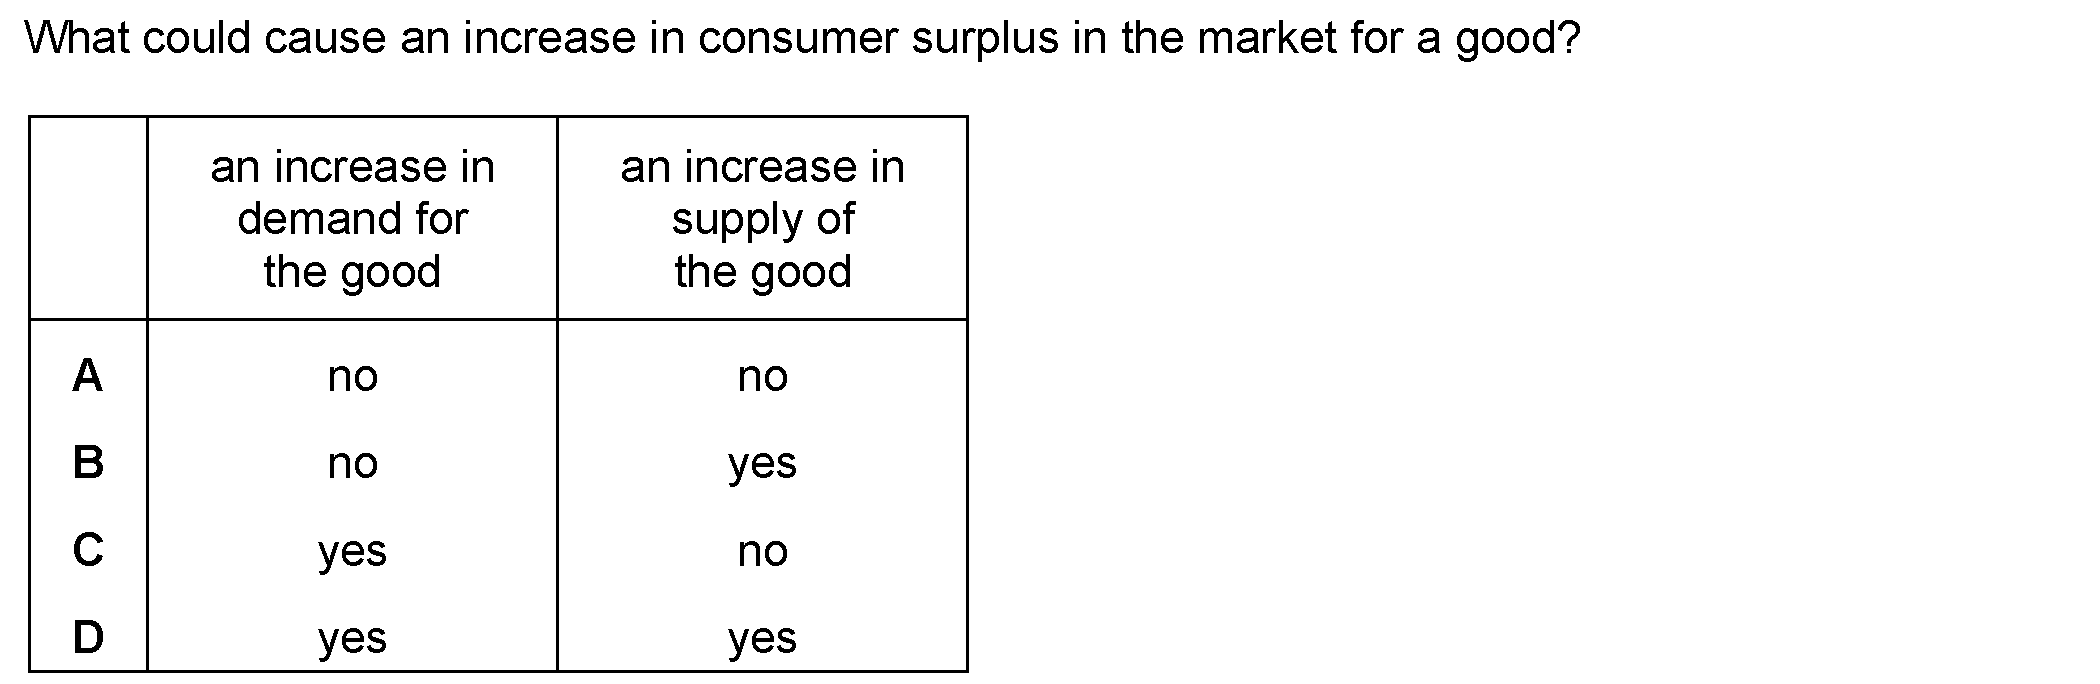 What could cause an increase in consumer surplus in the market for a good?
an increase in demand for the good
an increase in supply of the good
A no no
B no yes
C yes no
D yes yes